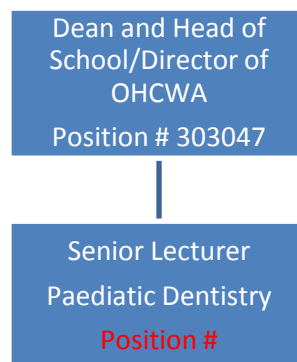 Dean and Head of
School/Director of
OHCWA
Position # 303047
Senior Lecturer
Paediatic Dentistry
Position #